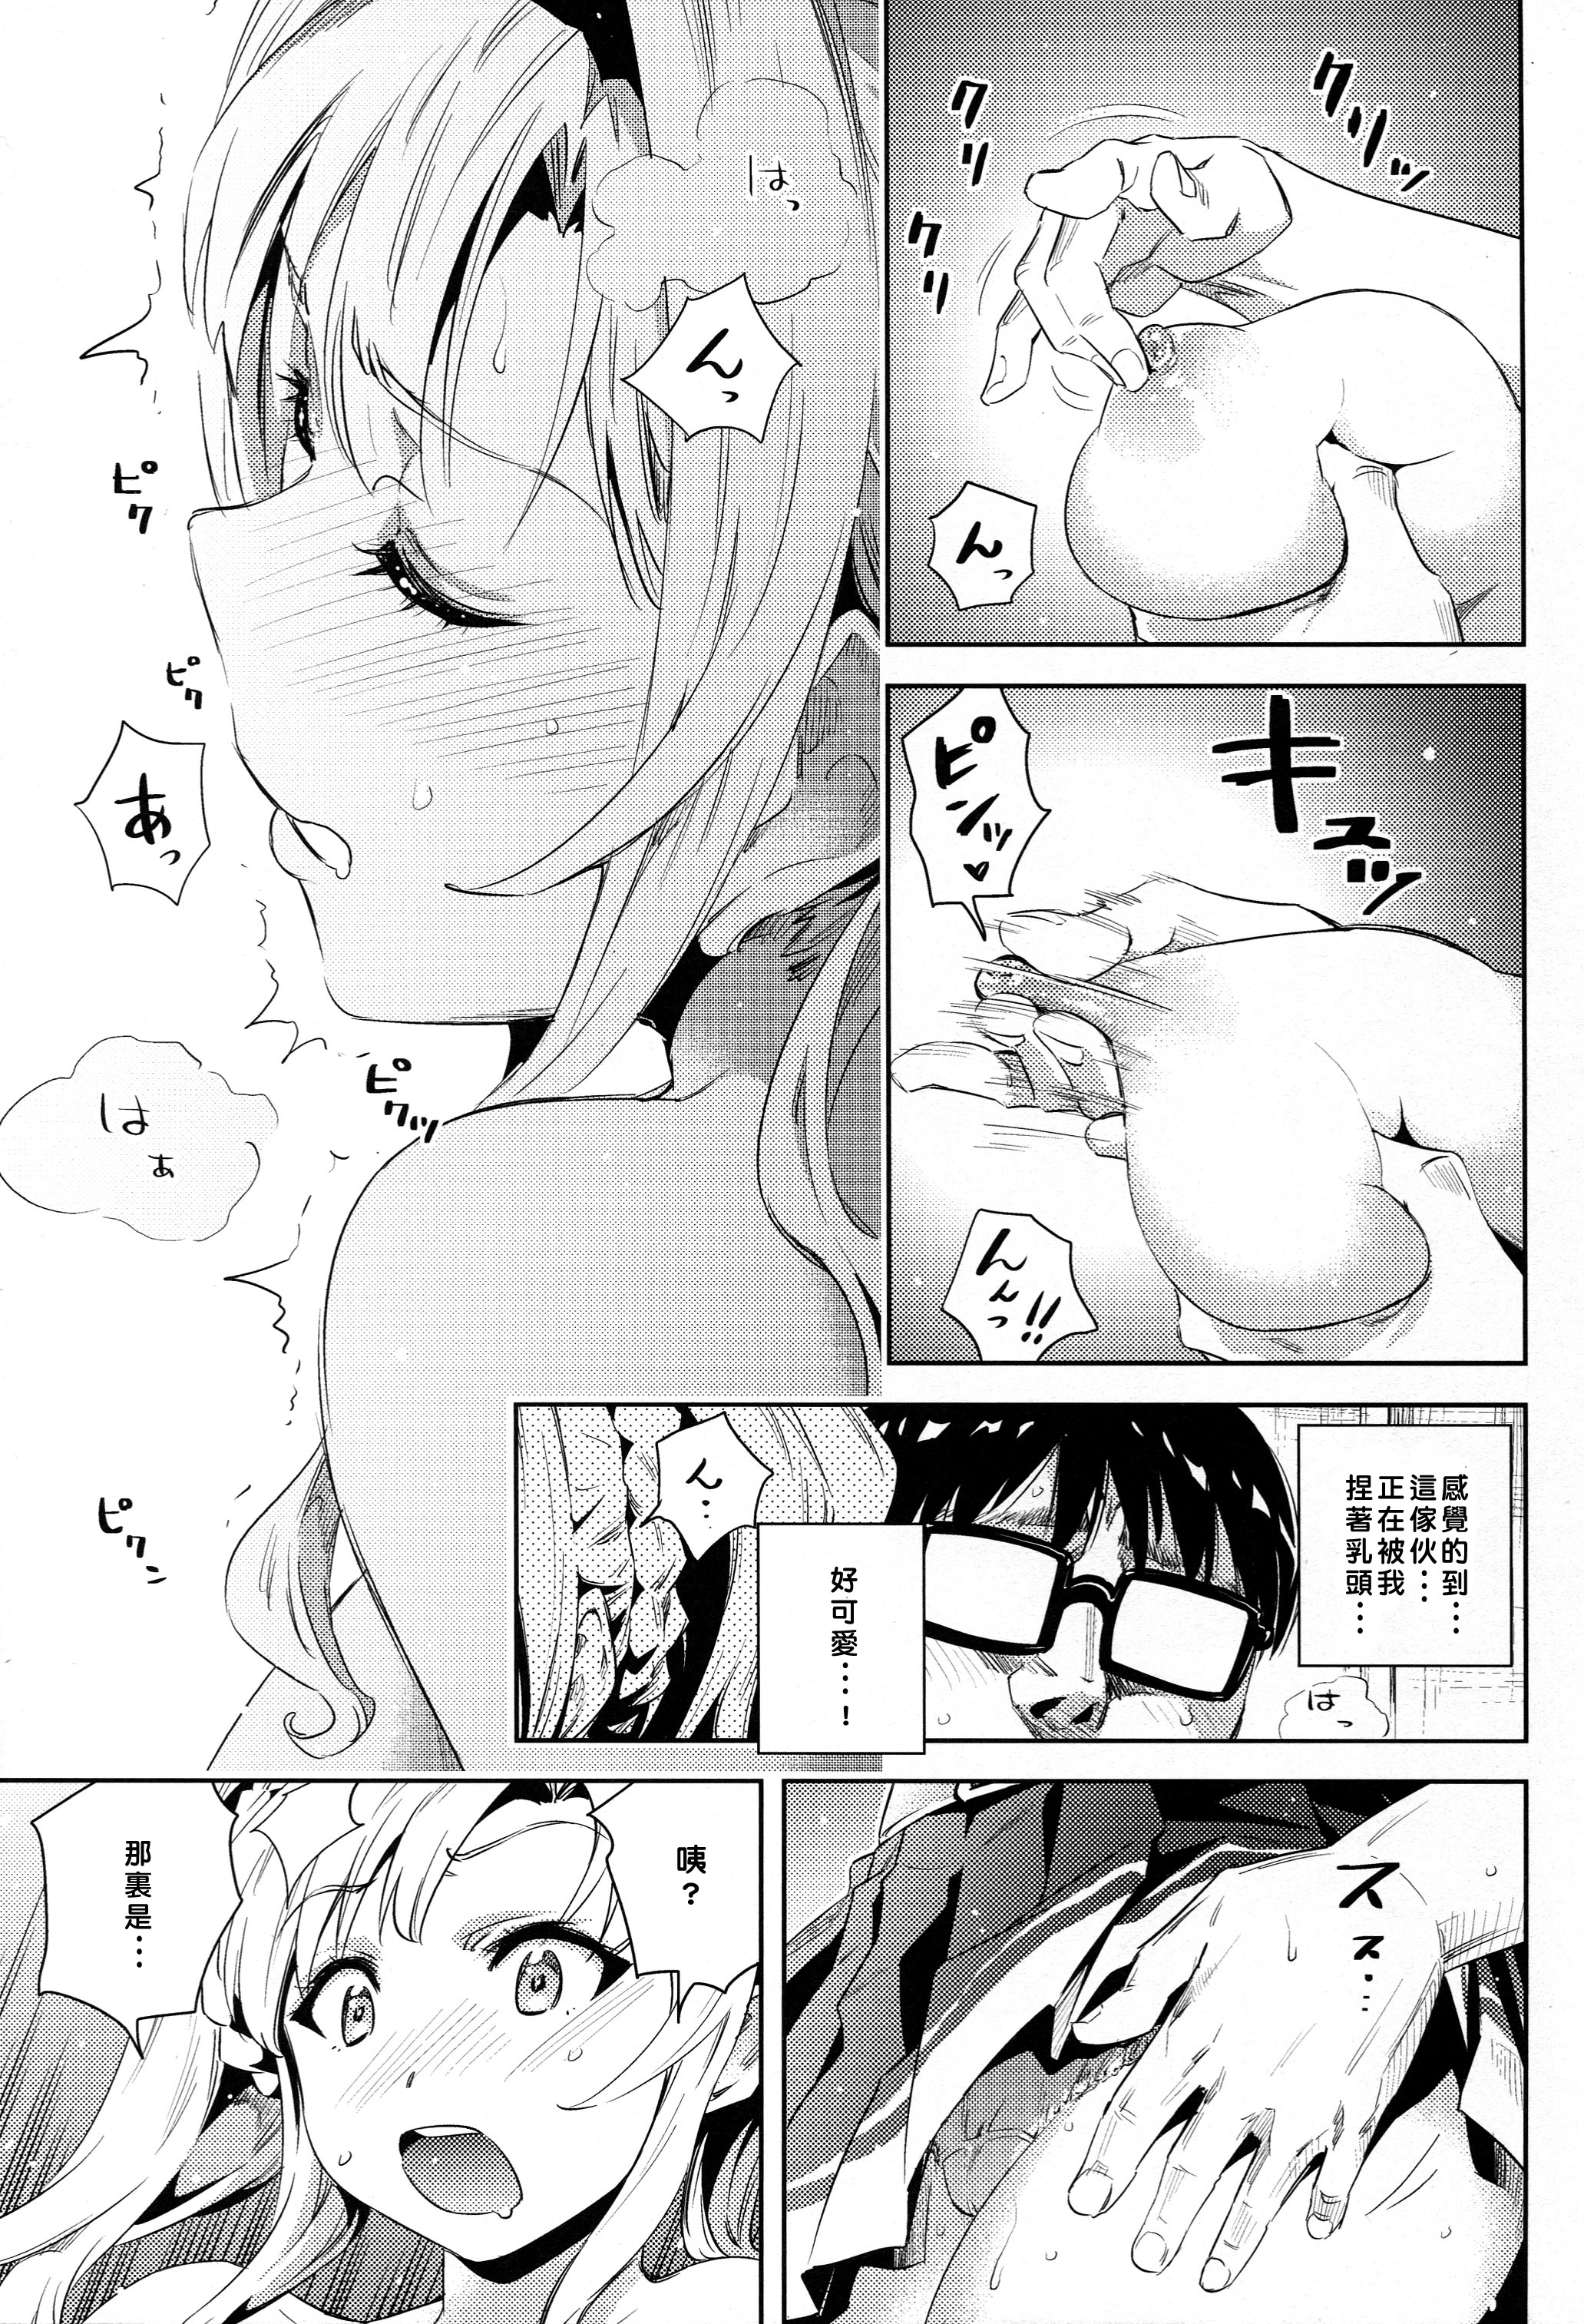 クリッ
クリ
クリ
んっ
キュッ
ピンッ♥
んんっ!!
はっ
んっ
ピク
ピク
あっ
ピクッ
はぁ
ピクン
感覺的到…
這傢伙…
正在被我
捏著乳頭…
はっ
ん‥
好可愛…！
スス…
咦？
那裏是…